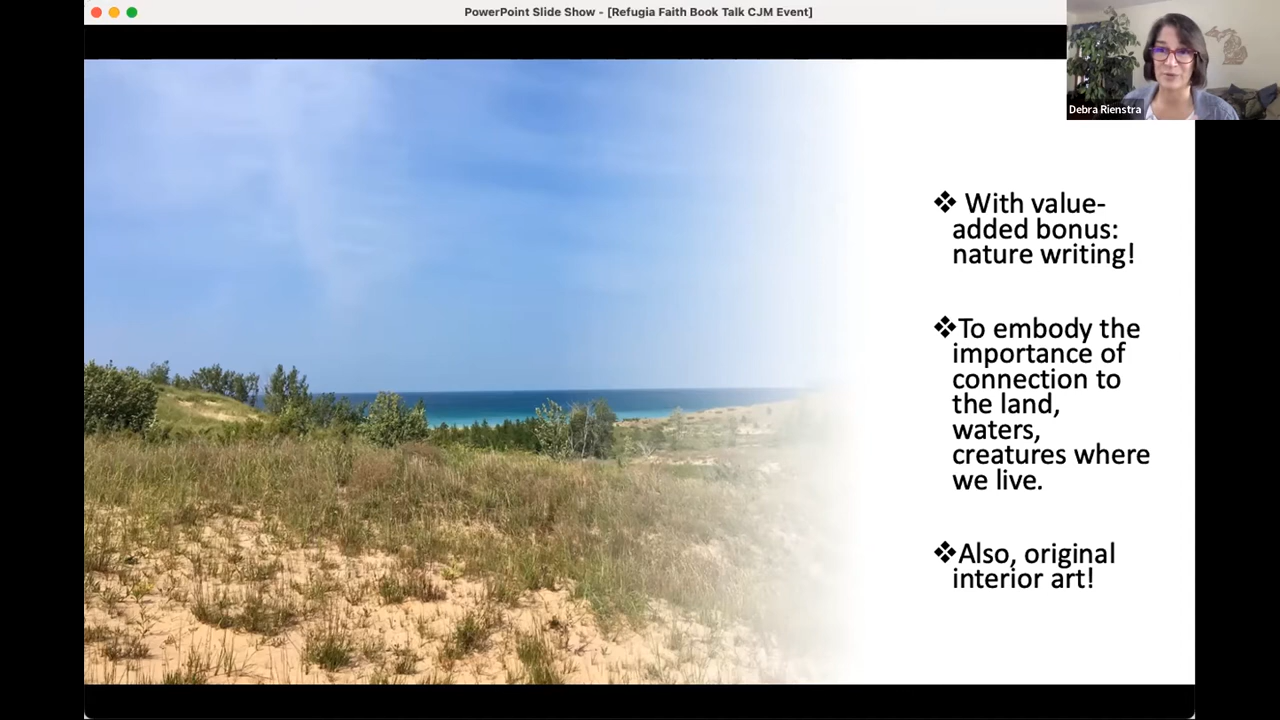 PowerPoint Slide Show - [Refugia Faith Book Talk CJM Event]
Debra Rienstra
❖ With value-
added bonus:
nature writing!
❖To embody the
importance of
connection to
the land,
waters,
creatures where
we live.
❖Also, original
interior art!